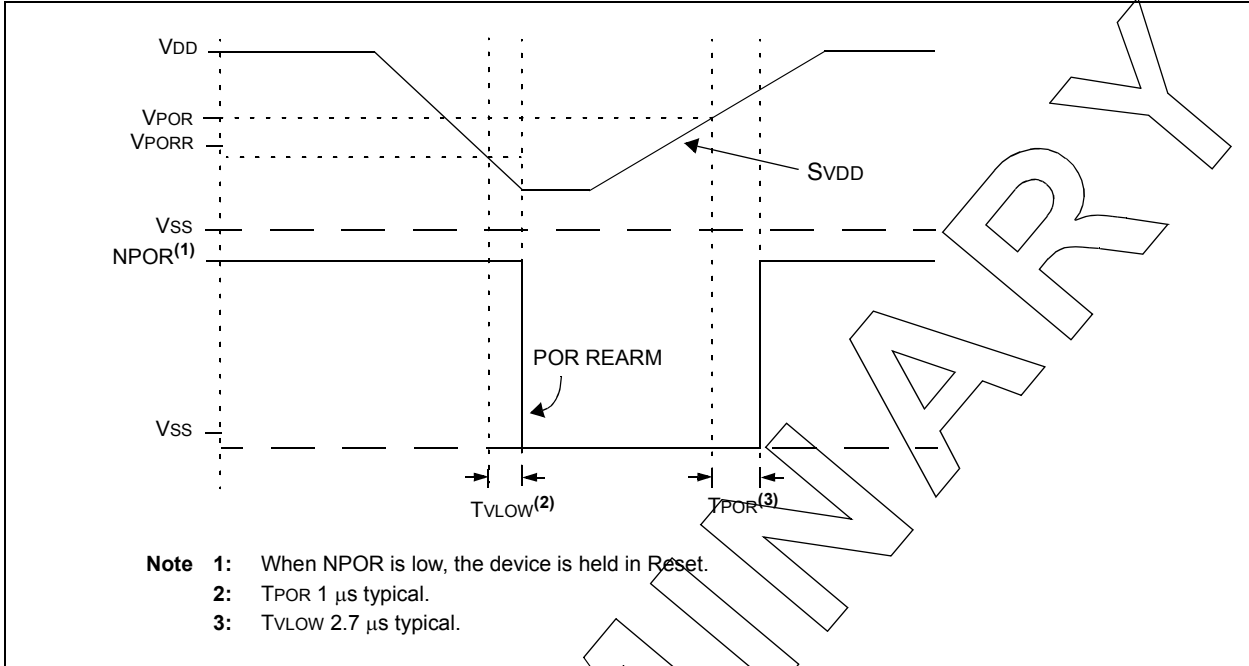 VDD
VPOR
VPORR
SVDD
VSS
NPOR(1)
POR REARM
VSS
TVLOW(2)
TPOR(3)
Note 1: When NPOR is low, the device is held in Reset.
2: TPOR 1 μs typical.
3: TVLOW 2.7 μs typical.
INARY